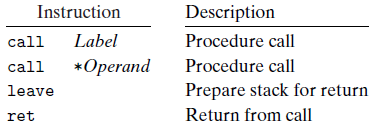 Instruction Description
call Label Procedure call
call *Operand Procedure call
leave Prepare stack for return
ret Return from call